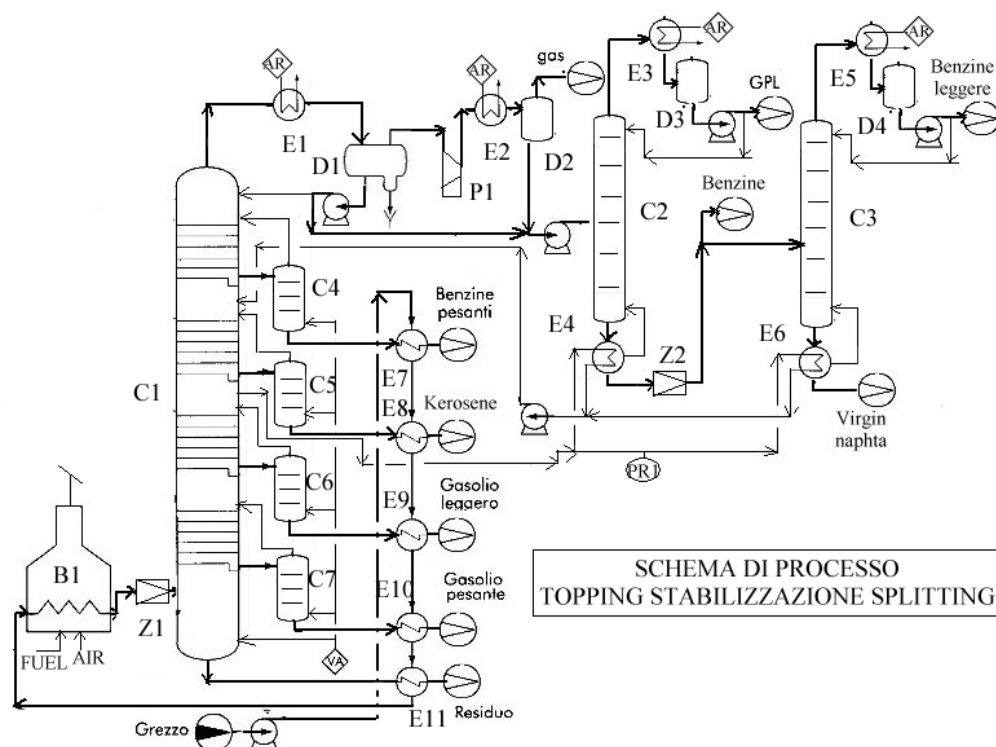 AR
AR
AR
AR
gas
E3
GPL
E5
Benzine
leggere
E1
D1
E2
D2
D3
D4
P1
Benzine
C2
C3
C4
Benzine
pesanti
E4
Z2
E6
E7
C1
C5
E8
Kerosene
Virgin
naphta
PR1
C6
E9
Gasolio
leggero
B1
C7
E10
Gasolio
pesante
SCHEMA DI PROCESSO
TOPPING STABILIZZAZIONE SPLITTING
Z1
FUEL
AIR
VA
E11
Residuo
Grezzo